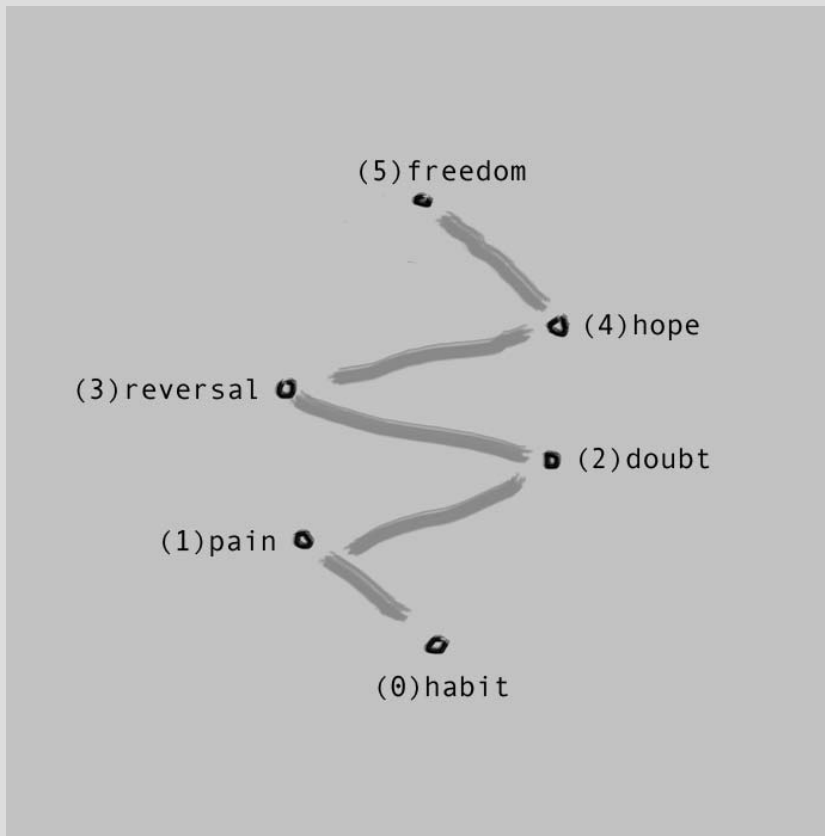 (5)freedom
(4)hope
(3)reversal
(2)doubt
(1)pain
(0)habit